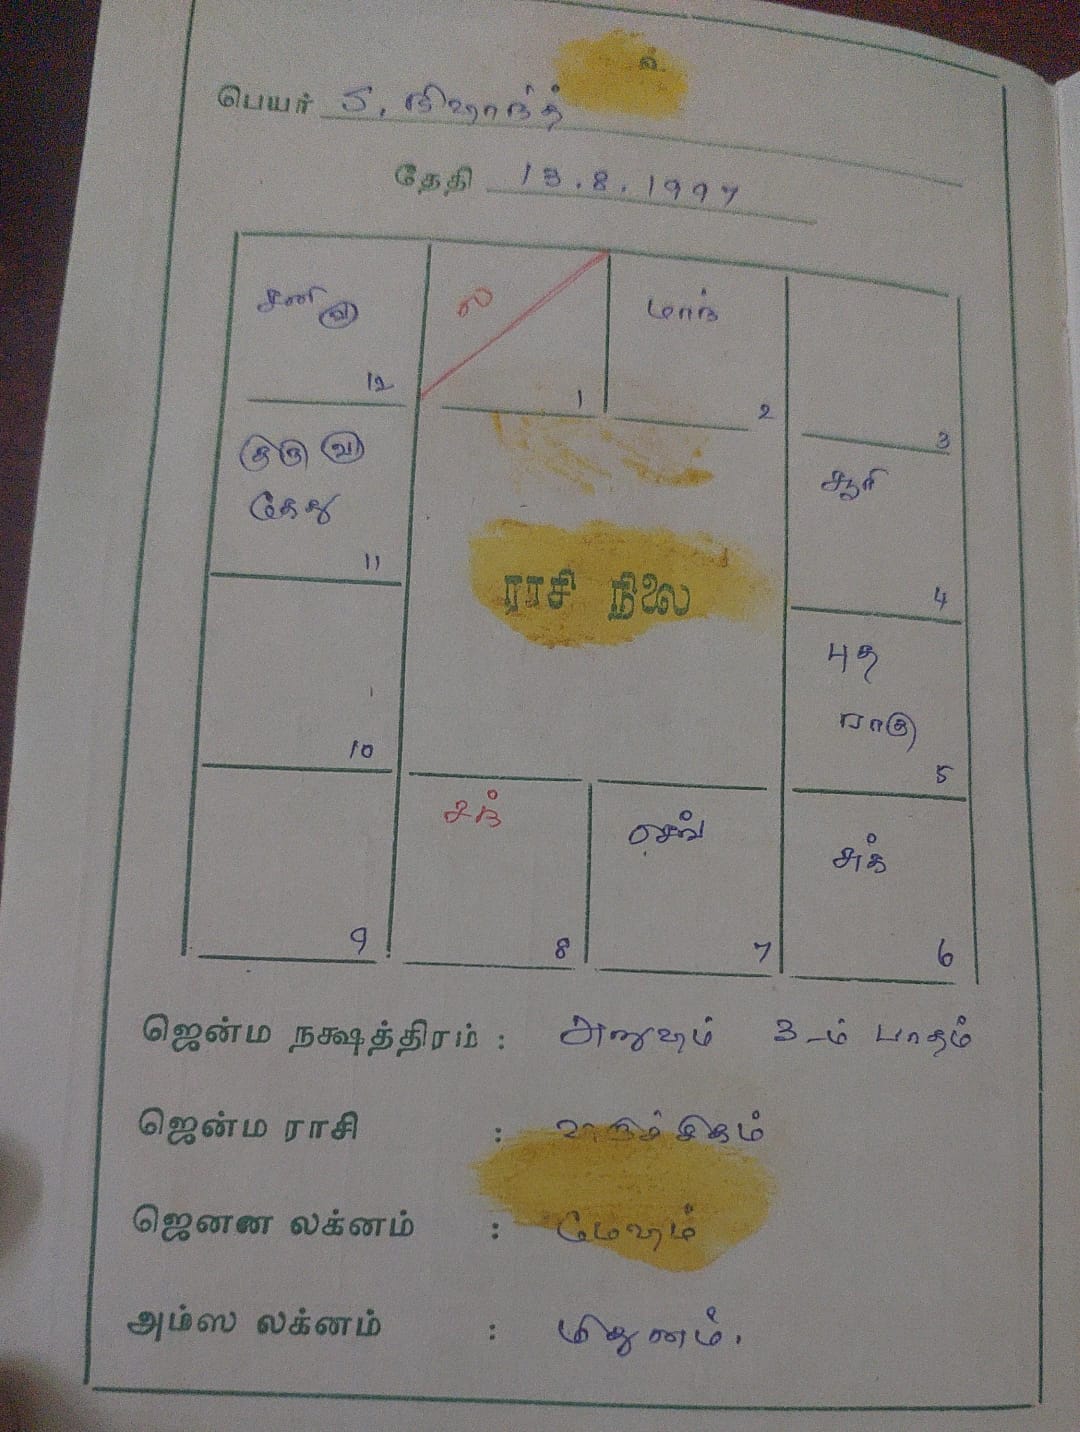 பெயர் S. நிஷாந்த்
தேதி 13.8.1997
சனி வ
12
ல
1
மாந்
2
3
குரு வ
கேது
11
ராசி நிலை
சூரி
4
10
புத
ராகு
5
9
சந்
8
செவ்
7
சுக்
6
ஜென்ம நக்ஷத்திரம் : அனுஷம் 3-ம் பாதம்
ஜென்ம ராசி : விருச்சிகம்
ஜெனன லக்னம் : மேஷம்
அம்ஸ லக்னம் : மிதுனம்.